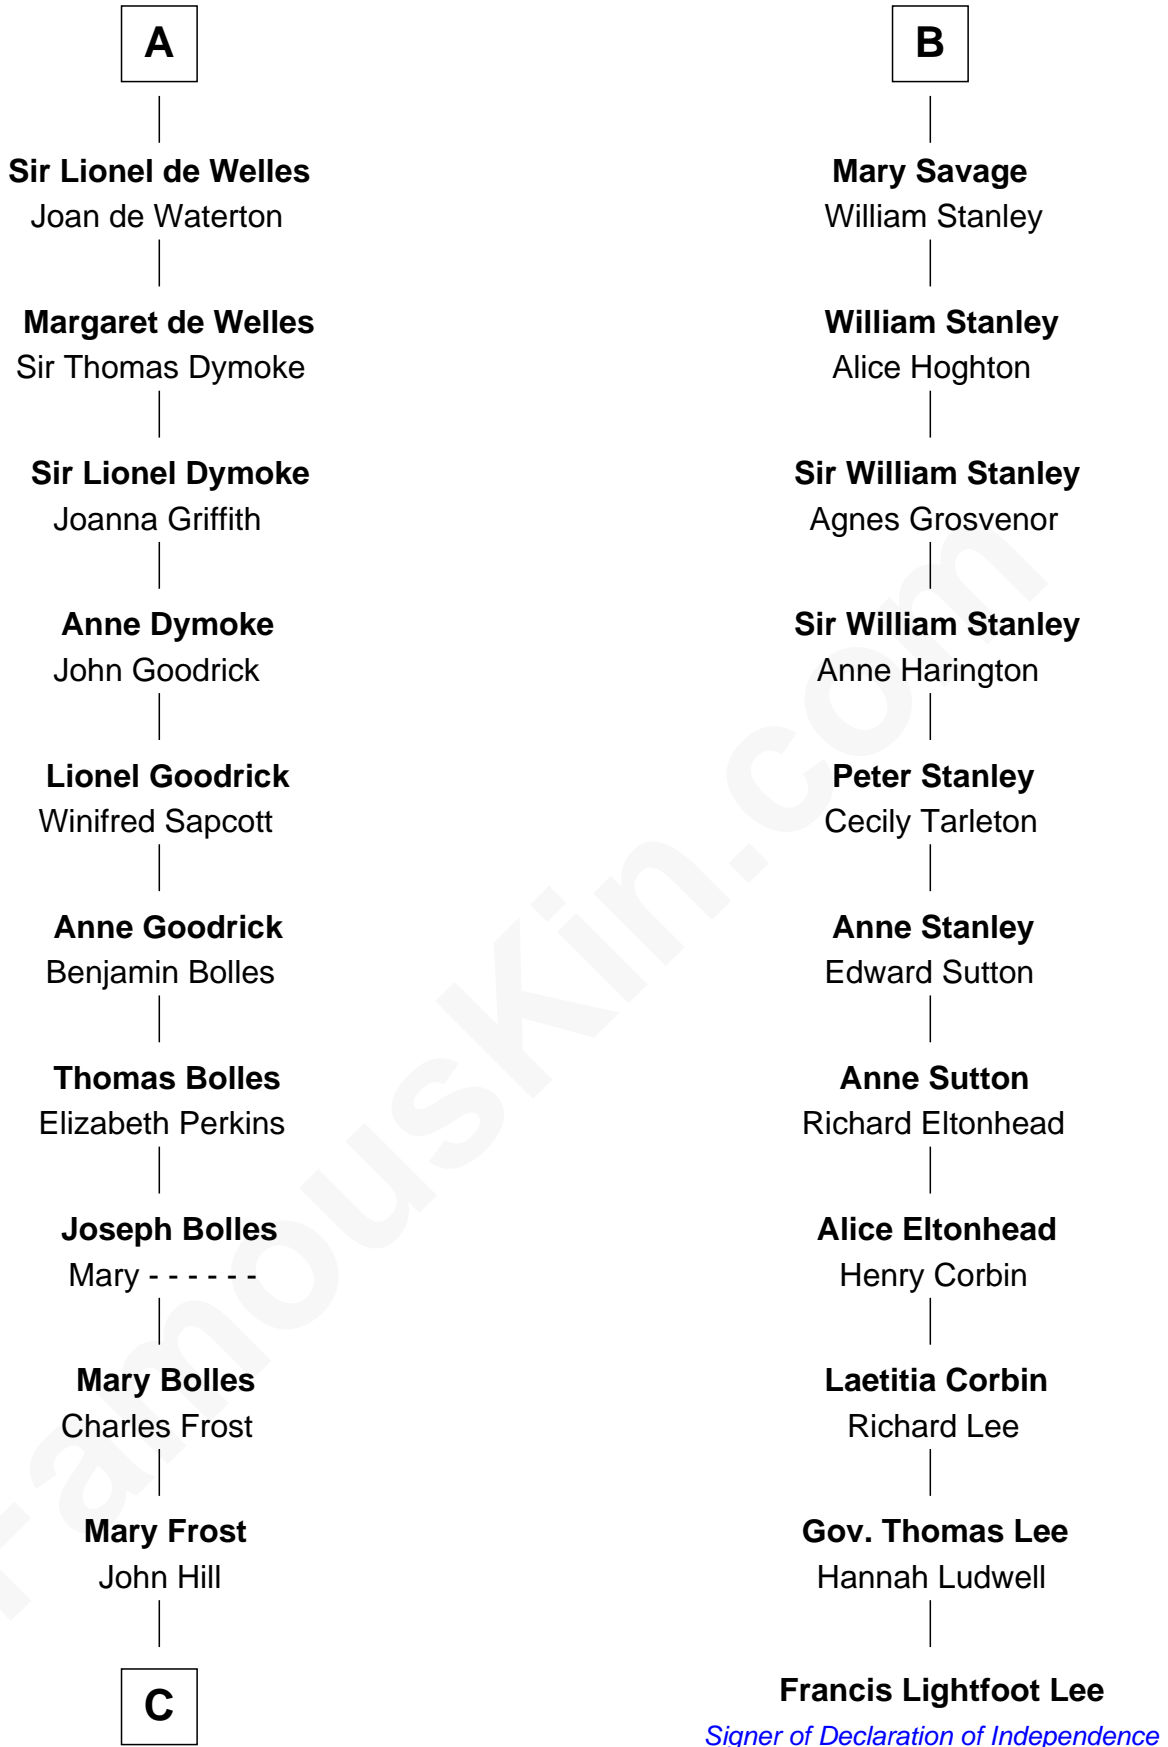 A
Sir Lionel de Welles
Joan de Waterton
Margaret de Welles
Sir Thomas Dymoke
Sir Lionel Dymoke
Joanna Griffith
Anne Dymoke
John Goodrick
Lionel Goodrick
Winifred Sapcott
Anne Goodrick
Benjamin Bolles
Thomas Bolles
Elizabeth Perkins
Joseph Bolles
Mary - - - - - -
Mary Bolles
Charles Frost
Mary Frost
John Hill
C
B
Mary Savage
William Stanley
William Stanley
Alice Hoghton
Sir William Stanley
Agnes Grosvenor
Sir William Stanley
Anne Harington
Peter Stanley
Cecily Tarleton
Anne Stanley
Edward Sutton
Anne Sutton
Richard Eltonhead
Alice Eltonhead
Henry Corbin
Laetitia Corbin
Richard Lee
Gov. Thomas Lee
Hannah Ludwell
Francis Lightfoot Lee
Signer of Declaration of Independence
FamousKin.com